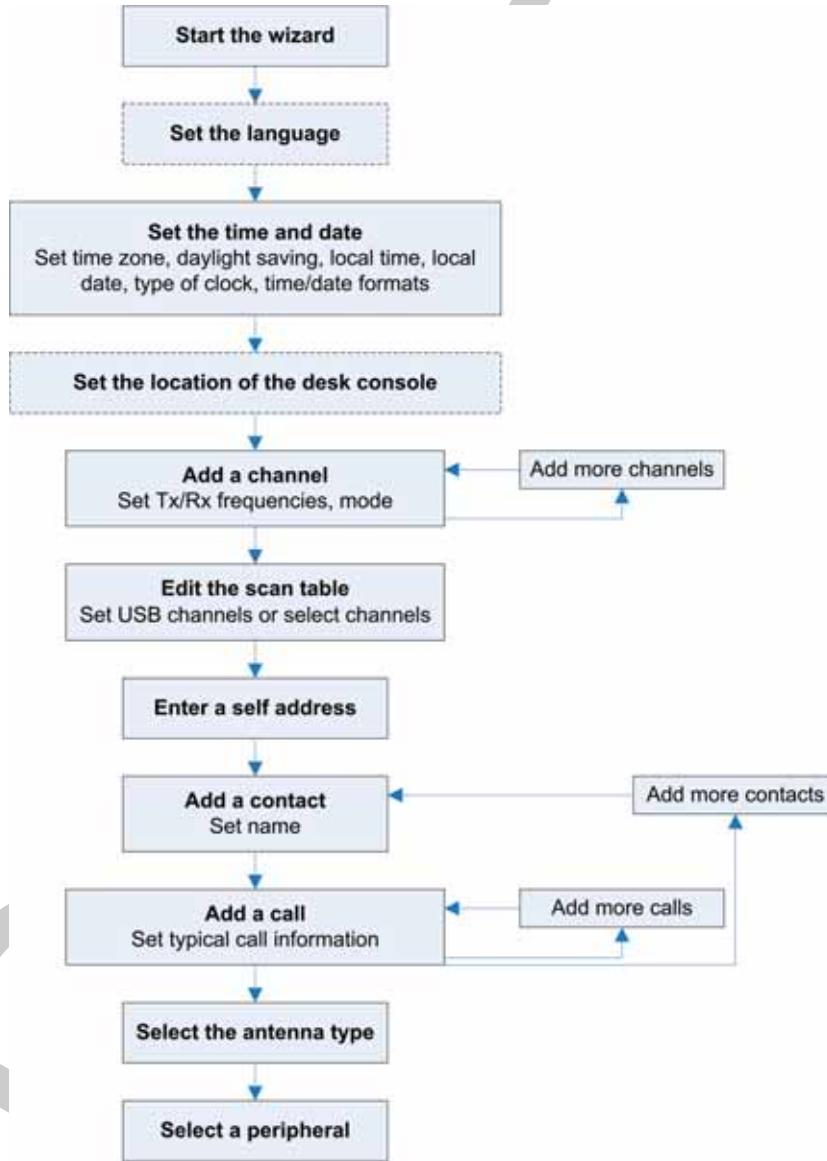 Start the wizard
Set the language
Set the time and date
Set time zone, daylight saving, local time, local
date, type of clock, time/date formats
Set the location of the desk console
Add a channel
Set Tx/Rx frequencies, mode
Add more channels
Edit the scan table
Set USB channels or select channels
Enter a self address
Add a contact
Set name
Add more contacts
Add a call
Set typical call information
Add more calls
Select the antenna type
Select a peripheral